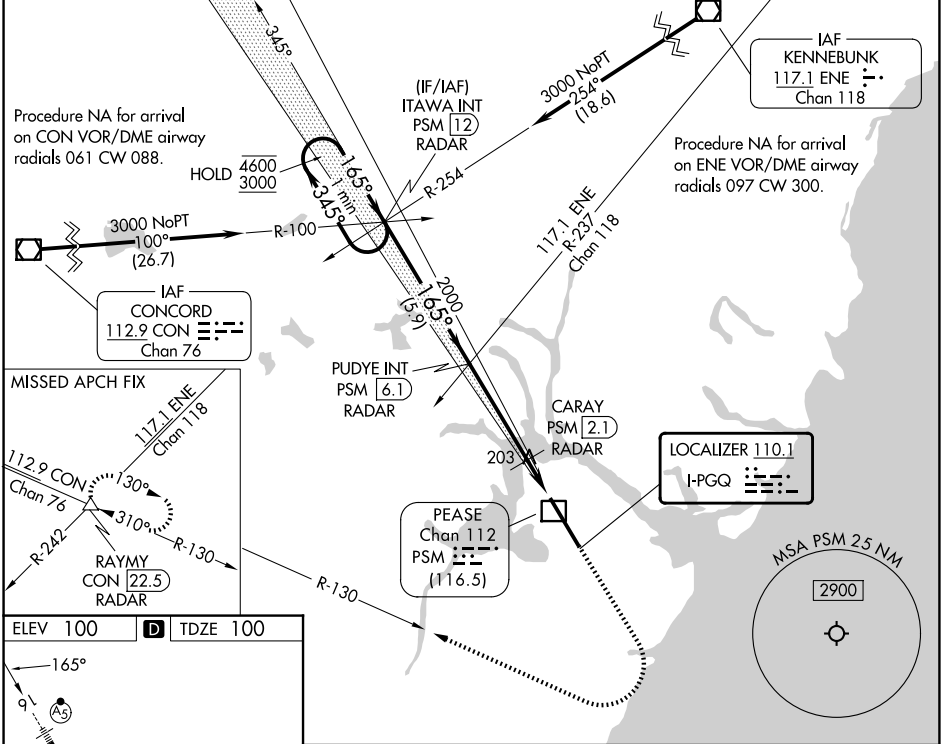 345°
IAF
KENNEBUNK
117.1 ENE
Chan 118
3000 NoPT
254°
(18.6)
(IF/IAF)
ITAWA INT
PSM 12
RADAR
Procedure NA for arrival
on CON VOR/DME airway
radials 061 CW 088.
HOLD 4600
3000
165°
1 min
345°
R-254
Procedure NA for arrival
on ENE VOR/DME airway
radials 097 CW 300.
3000 NoPT
100°
(26.7)
R-100
117.1 ENE
R-237
Chan 118
IAF
CONCORD
112.9 CON
Chan 76
2000
165°
(5.9)
PUDYE INT
PSM 6.1
RADAR
MISSED APCH FIX
117.1 ENE
Chan 118
112.9 CON
Chan 76
130°
310°
R-242
R-130
RAYMY
CON 22.5
RADAR
CARAY
PSM 2.1
RADAR
203
LOCALIZER 110.1
I-PGQ
PEASE
Chan 112
PSM
(116.5)
R-130
MSA PSM 25 NM
2900
ELEV 100 D TDZE 100
165°
16
A5